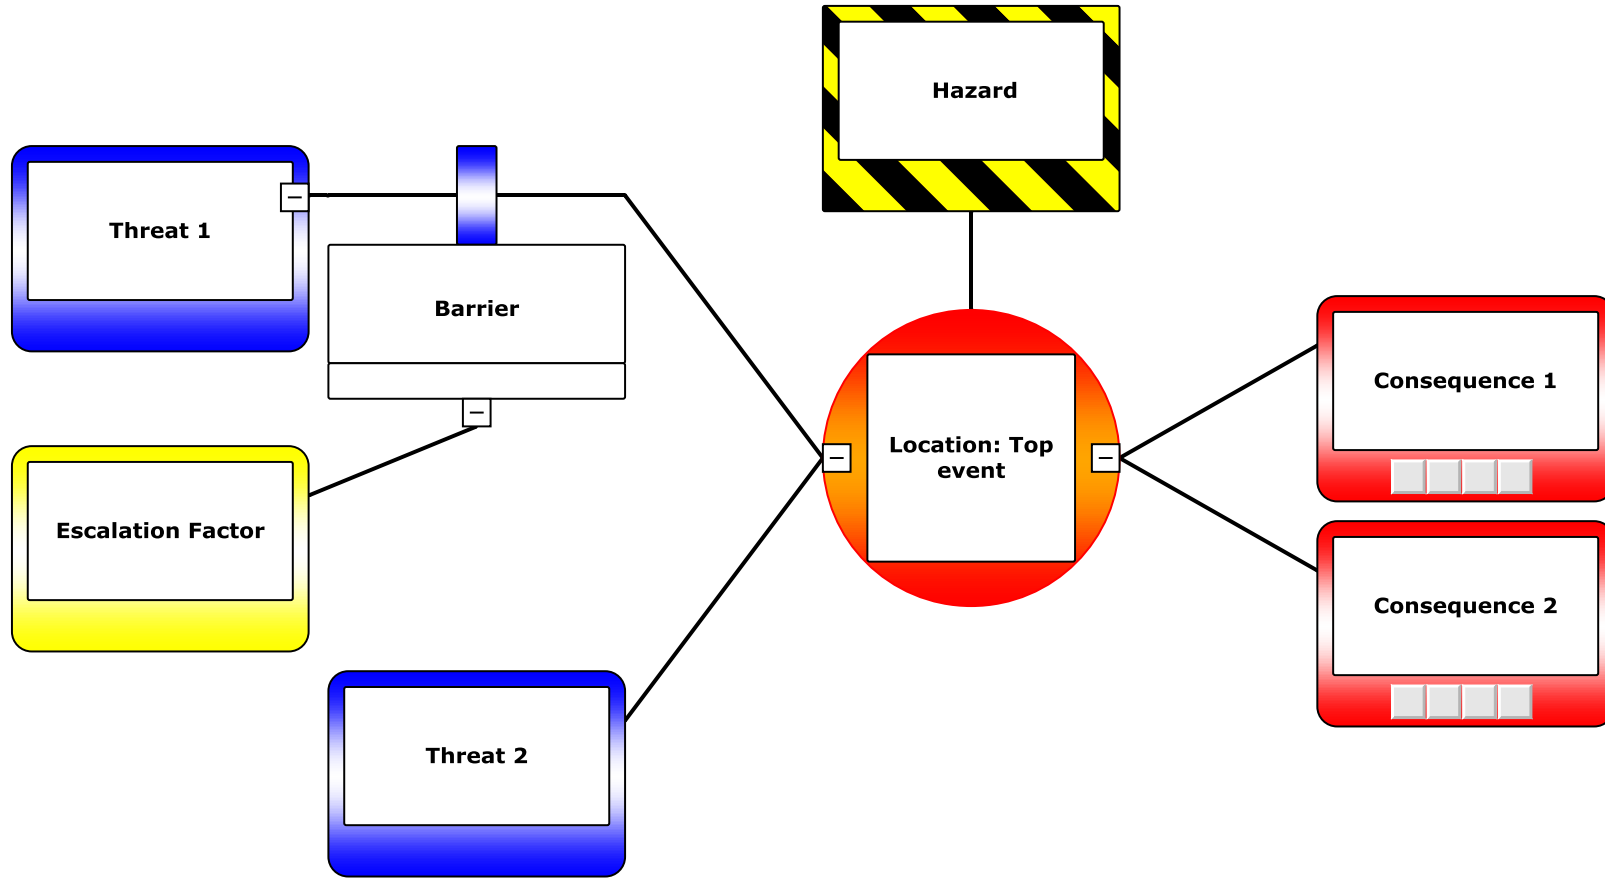 Hazard
Threat 1
Barrier
Consequence 1
Location: Top
event
Escalation Factor
Consequence 2
Threat 2